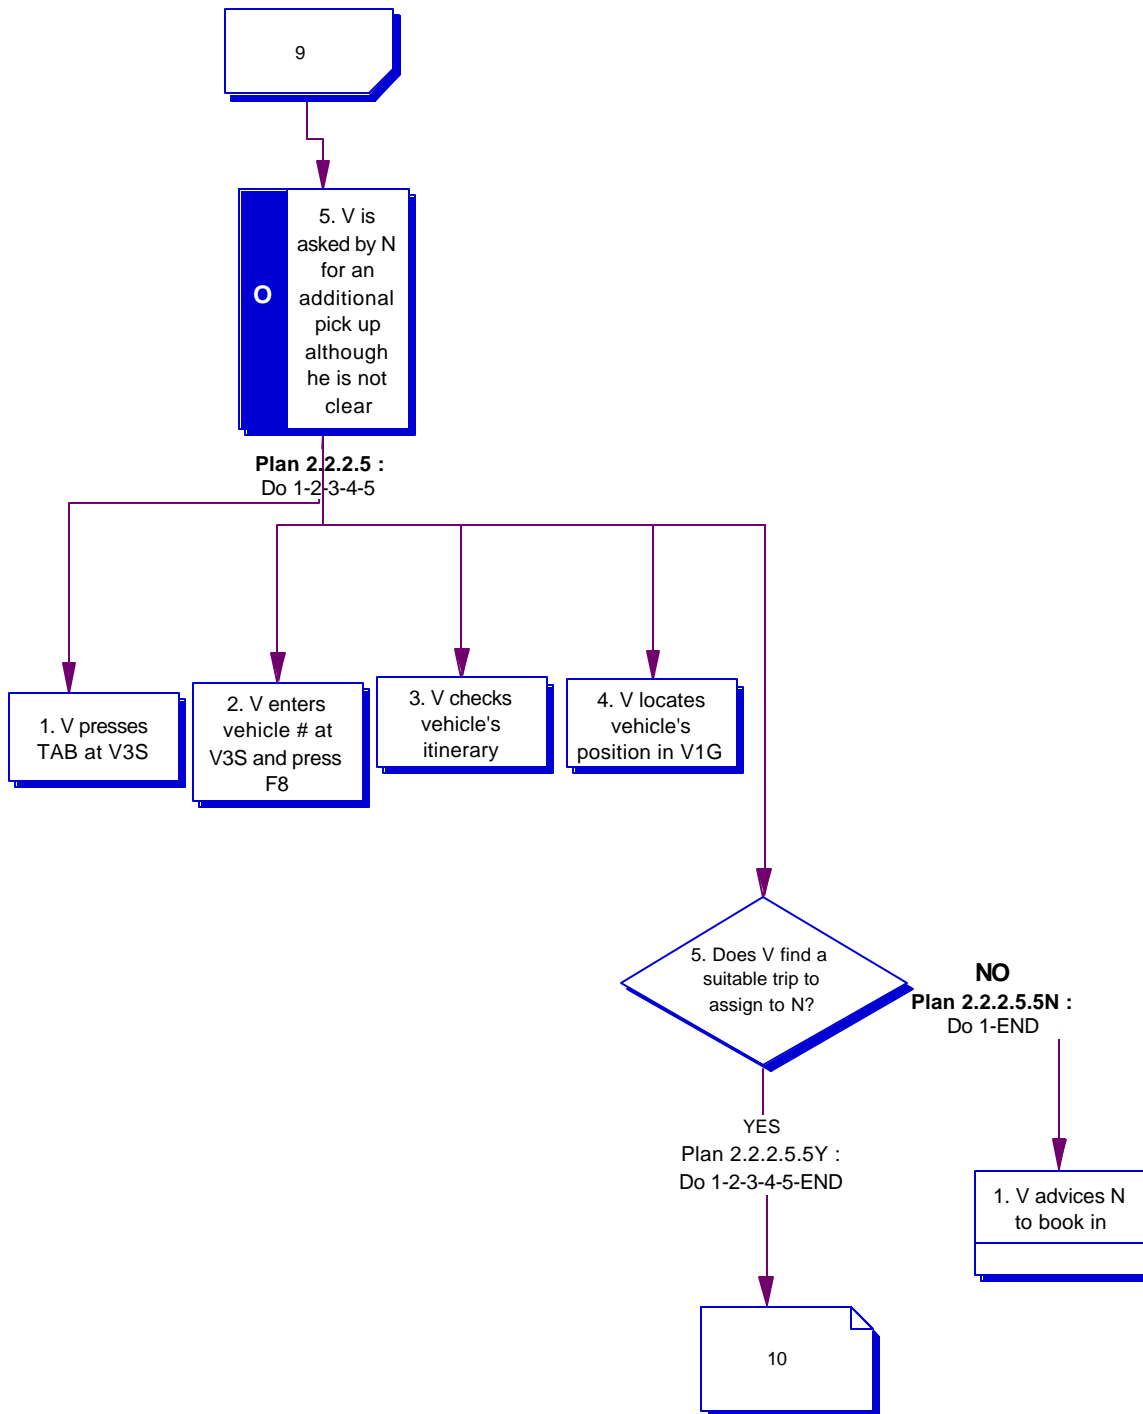 9
O
5. V is
asked by N
for an
additional
pick up
although
he is not
clear
Plan 2.2.2.5 :
Do 1-2-3-4-5
1. V presses
TAB at V3S
2. V enters
vehicle # at
V3S and press
F8
3. V checks
vehicle's
itinerary
4. V locates
vehicle's
position in V1G
5. Does V find a
suitable trip to
assign to N?
NO
Plan 2.2.2.5.5N :
Do 1-END
YES
Plan 2.2.2.5.5Y :
Do 1-2-3-4-5-END
1. V advices N
to book in
10